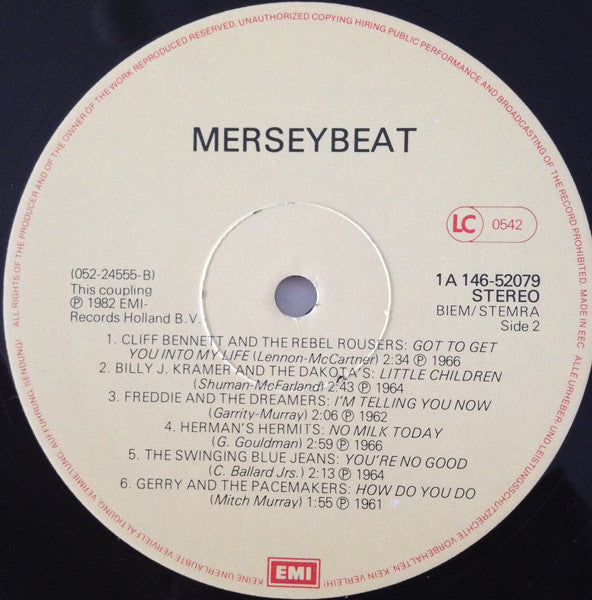 ALL RIGHTS OF THE PRODUCER AND OF THE OWNER OF THE WORK REPRODUCED RESERVED. UNAUTHORIZED COPYING HIRING PUBLIC PERFORMANCE AND BROADCASTING OF THE RECORD PROHIBITED. MADE IN EEC
MERSEYBEAT
LC 0542
(052-24555-B)
This coupling
℗ 1982 EMI-
Records Holland B.V.
1A 146-52079
STEREO
BIEM/STEMRA
Side 2
1. CLIFF BENNETT AND THE REBEL ROUSERS: GOT TO GET
YOU INTO MY LIFE (Lennon-McCartney) 2:34 ℗ 1966
2. BILLY J. KRAMER AND THE DAKOTA'S: LITTLE CHILDREN
(Shuman-McFarland) 2:43 ℗ 1964
3. FREDDIE AND THE DREAMERS: I'M TELLING YOU NOW
(Garrity-Murray) 2:06 ℗ 1962
4. HERMAN'S HERMITS: NO MILK TODAY
(G. Gouldman) 2:59 ℗ 1966
5. THE SWINGING BLUE JEANS: YOU'RE NO GOOD
(C. Ballard Jrs.) 2:13 ℗ 1964
6. GERRY AND THE PACEMAKERS: HOW DO YOU DO
(Mitch Murray) 1:55 ℗ 1961
ALLE URHEBER- UND LEISTUNGSSCHUTZRECHTE VORBEHALTEN. KEIN VERLEIH! KEINE UNERLAUBTE VERVIELFÄLTIGUNG, VERMIETUNG, AUFFÜHRUNG, SENDUNG!
EMI